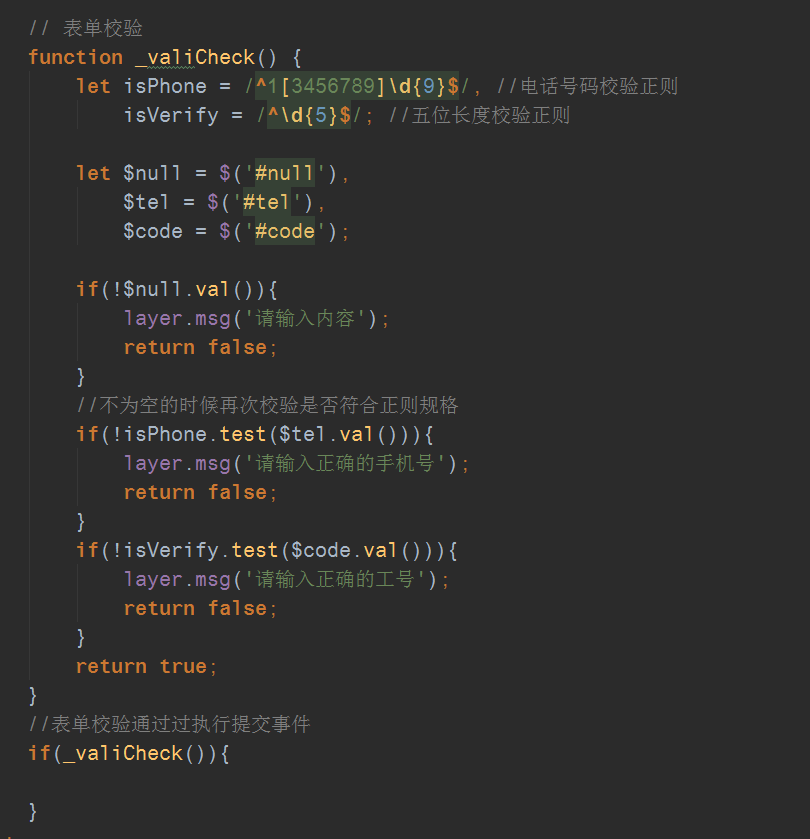 // 表单校验
function _valiCheck() {
    let isPhone = /^1[3456789]\d{9}$/, //电话号码校验正则
        isVerify = /^\d{5}$/; //五位长度校验正则
    let $null = $('#null'),
        $tel = $('#tel'),
        $code = $('#code');
    if(!$null.val()){
        layer.msg('请输入内容');
        return false;
    }
    //不为空的时候再次校验是否符合正则规格
    if(!isPhone.test($tel.val())){
        layer.msg('请输入正确的手机号');
        return false;
    }
    if(!isVerify.test($code.val())){
        layer.msg('请输入正确的工号');
        return false;
    }
    return true;
}
//表单校验通过过执行提交事件
if(_valiCheck()){
}